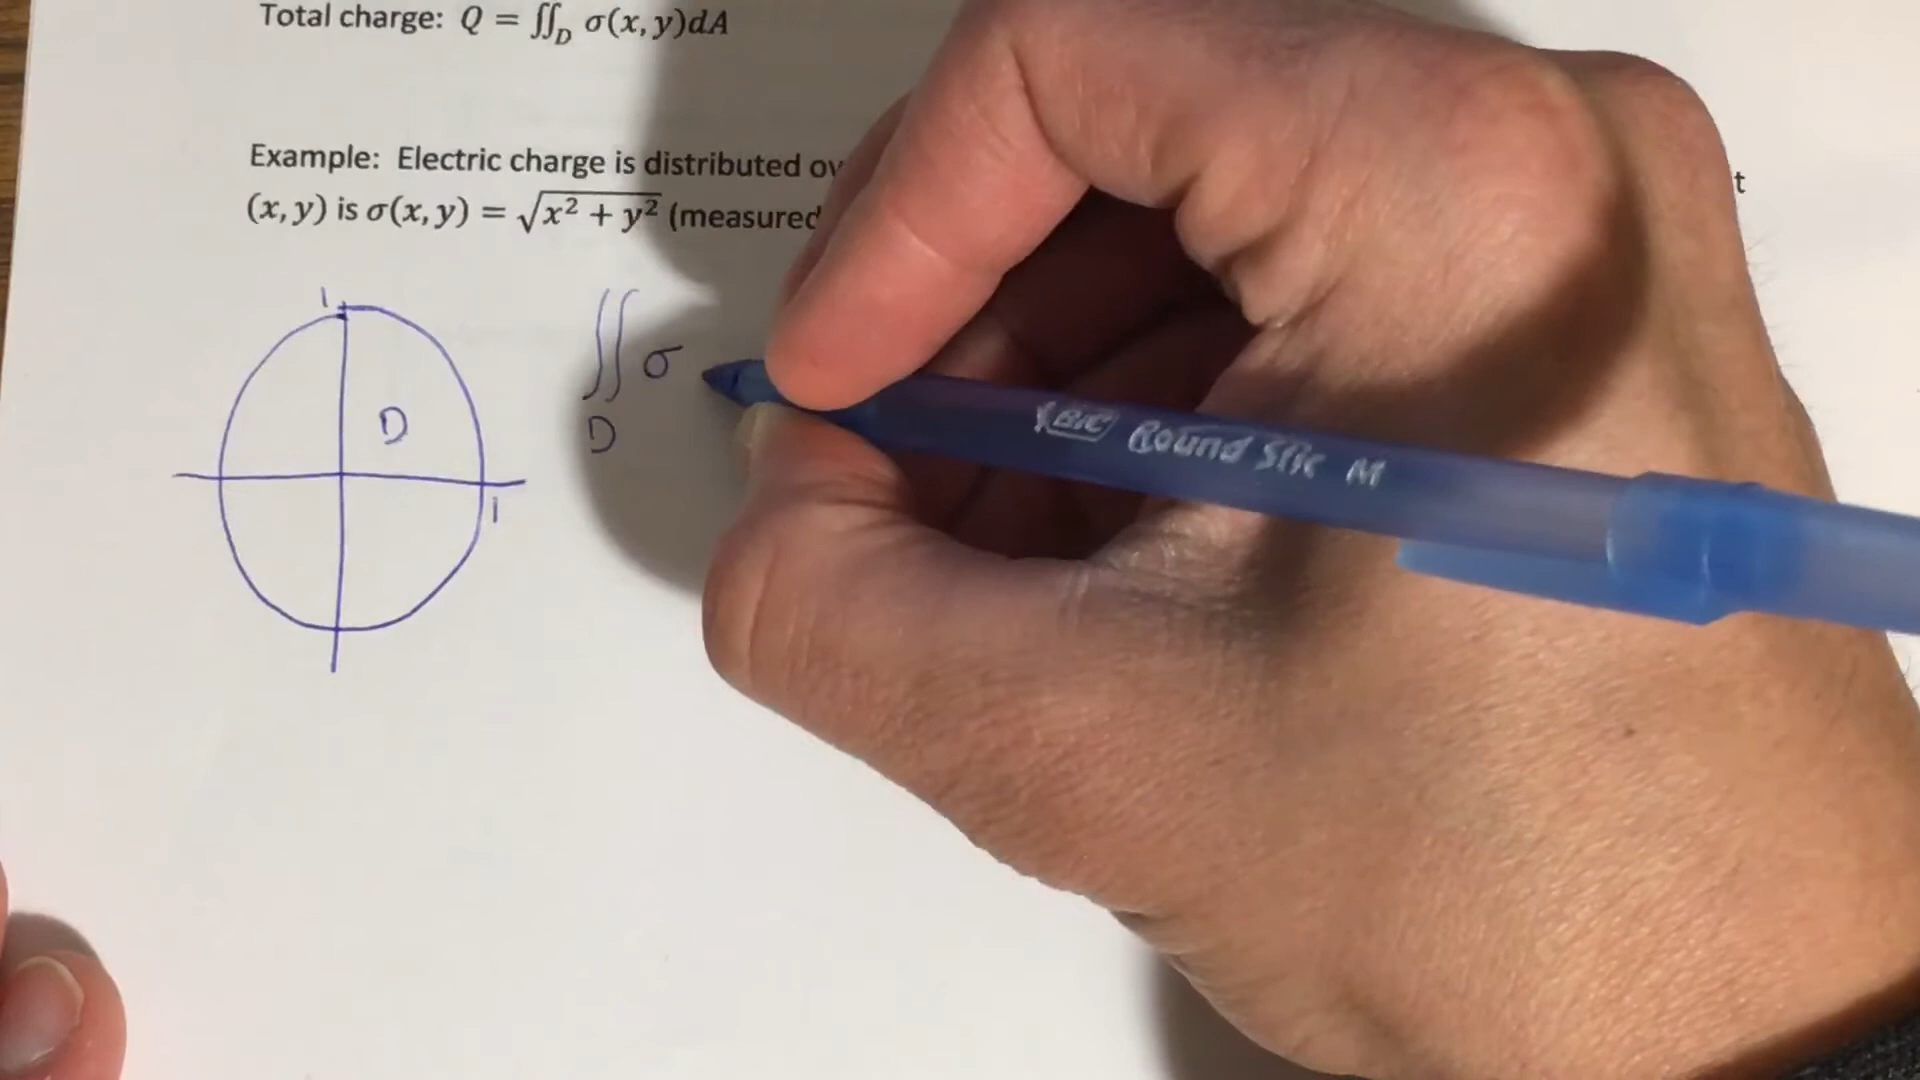 Total charge: Q = ∬_D σ(x, y)dA
Example: Electric charge is distributed ov
t
(x, y) is σ(x, y) = √(x² + y²) (measured
1
D
1
∬ σ
D
BIC Round Stic M